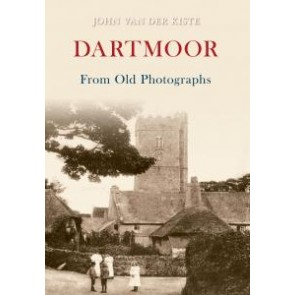 JOHN VAN DER KISTE
DARTMOOR
From Old Photographs